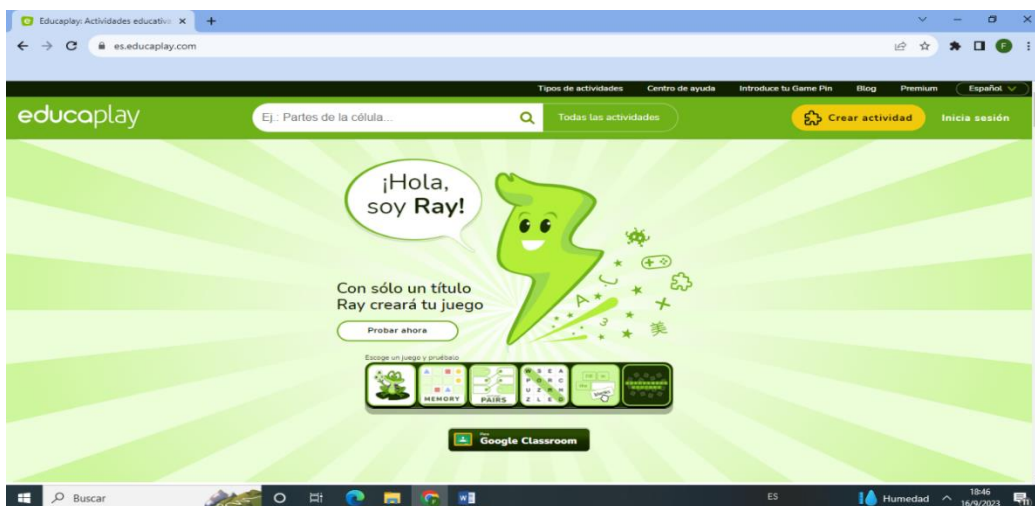 Educaplay: Actividades educativa
es.educaplay.com
Tipos de actividades Centro de ayuda Introduce tu Game Pin Blog Premium Español
educaplay Ej.: Partes de la célula... Todas las actividades Crear actividad Inicia sesión
¡Hola,
soy Ray!
Con sólo un título
Ray creará tu juego
Probar ahora
Escoge un juego y pruébalo
MEMORY PAIRS
Google Classroom
Buscar ES Humedad 18:46
16/9/2023